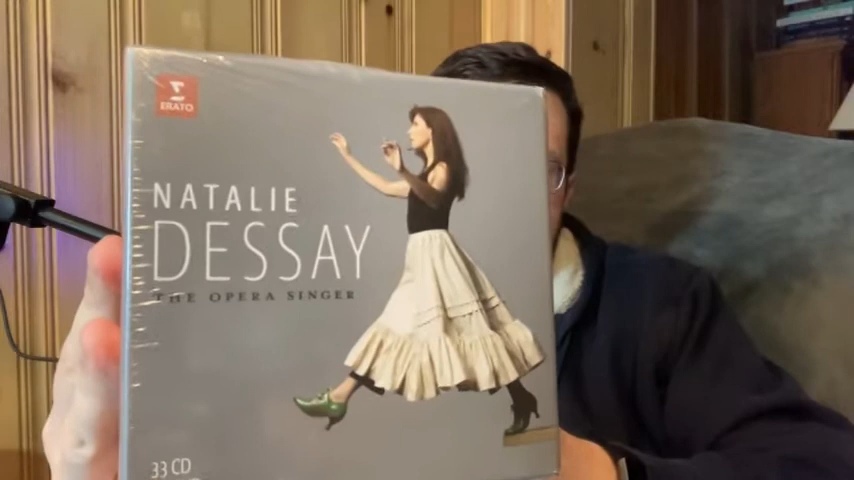 ERATO
NATALIE
DESSAY
THE OPERA SINGER
33 CD